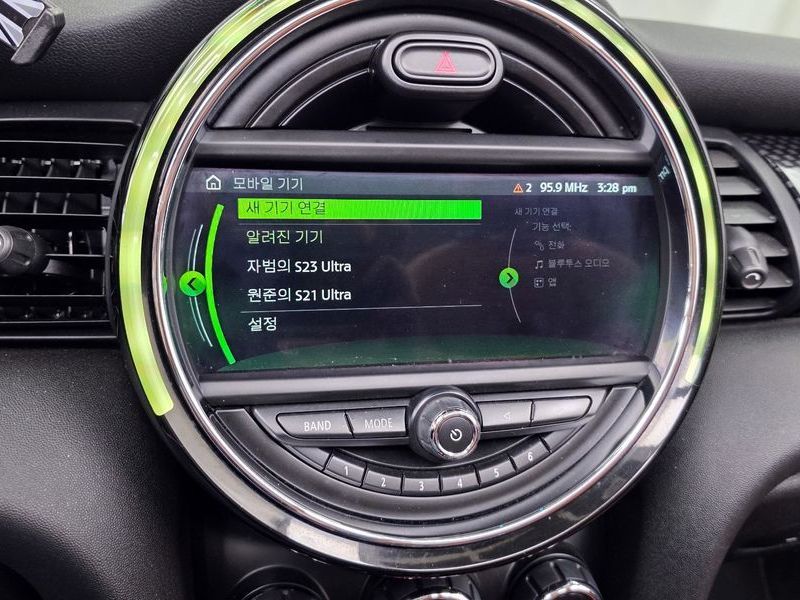 모바일 기기
2 95.9 MHz 3:28 pm
새 기기 연결
알려진 기기
자범의 S23 Ultra
원준의 S21 Ultra
설정
새 기기 연결
기능 선택:
전화
블루투스 오디오
앱
BAND MODE
1 2 3 4 5 6